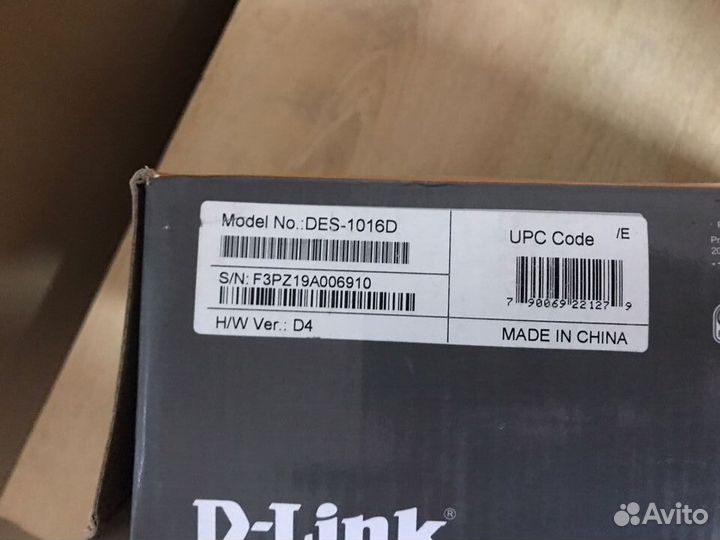 Model No.:DES-1016D
S/N: F3PZ19A006910
H/W Ver.: D4
UPC Code /E
7 90069 22127 9
MADE IN CHINA
D-Link®
Avito